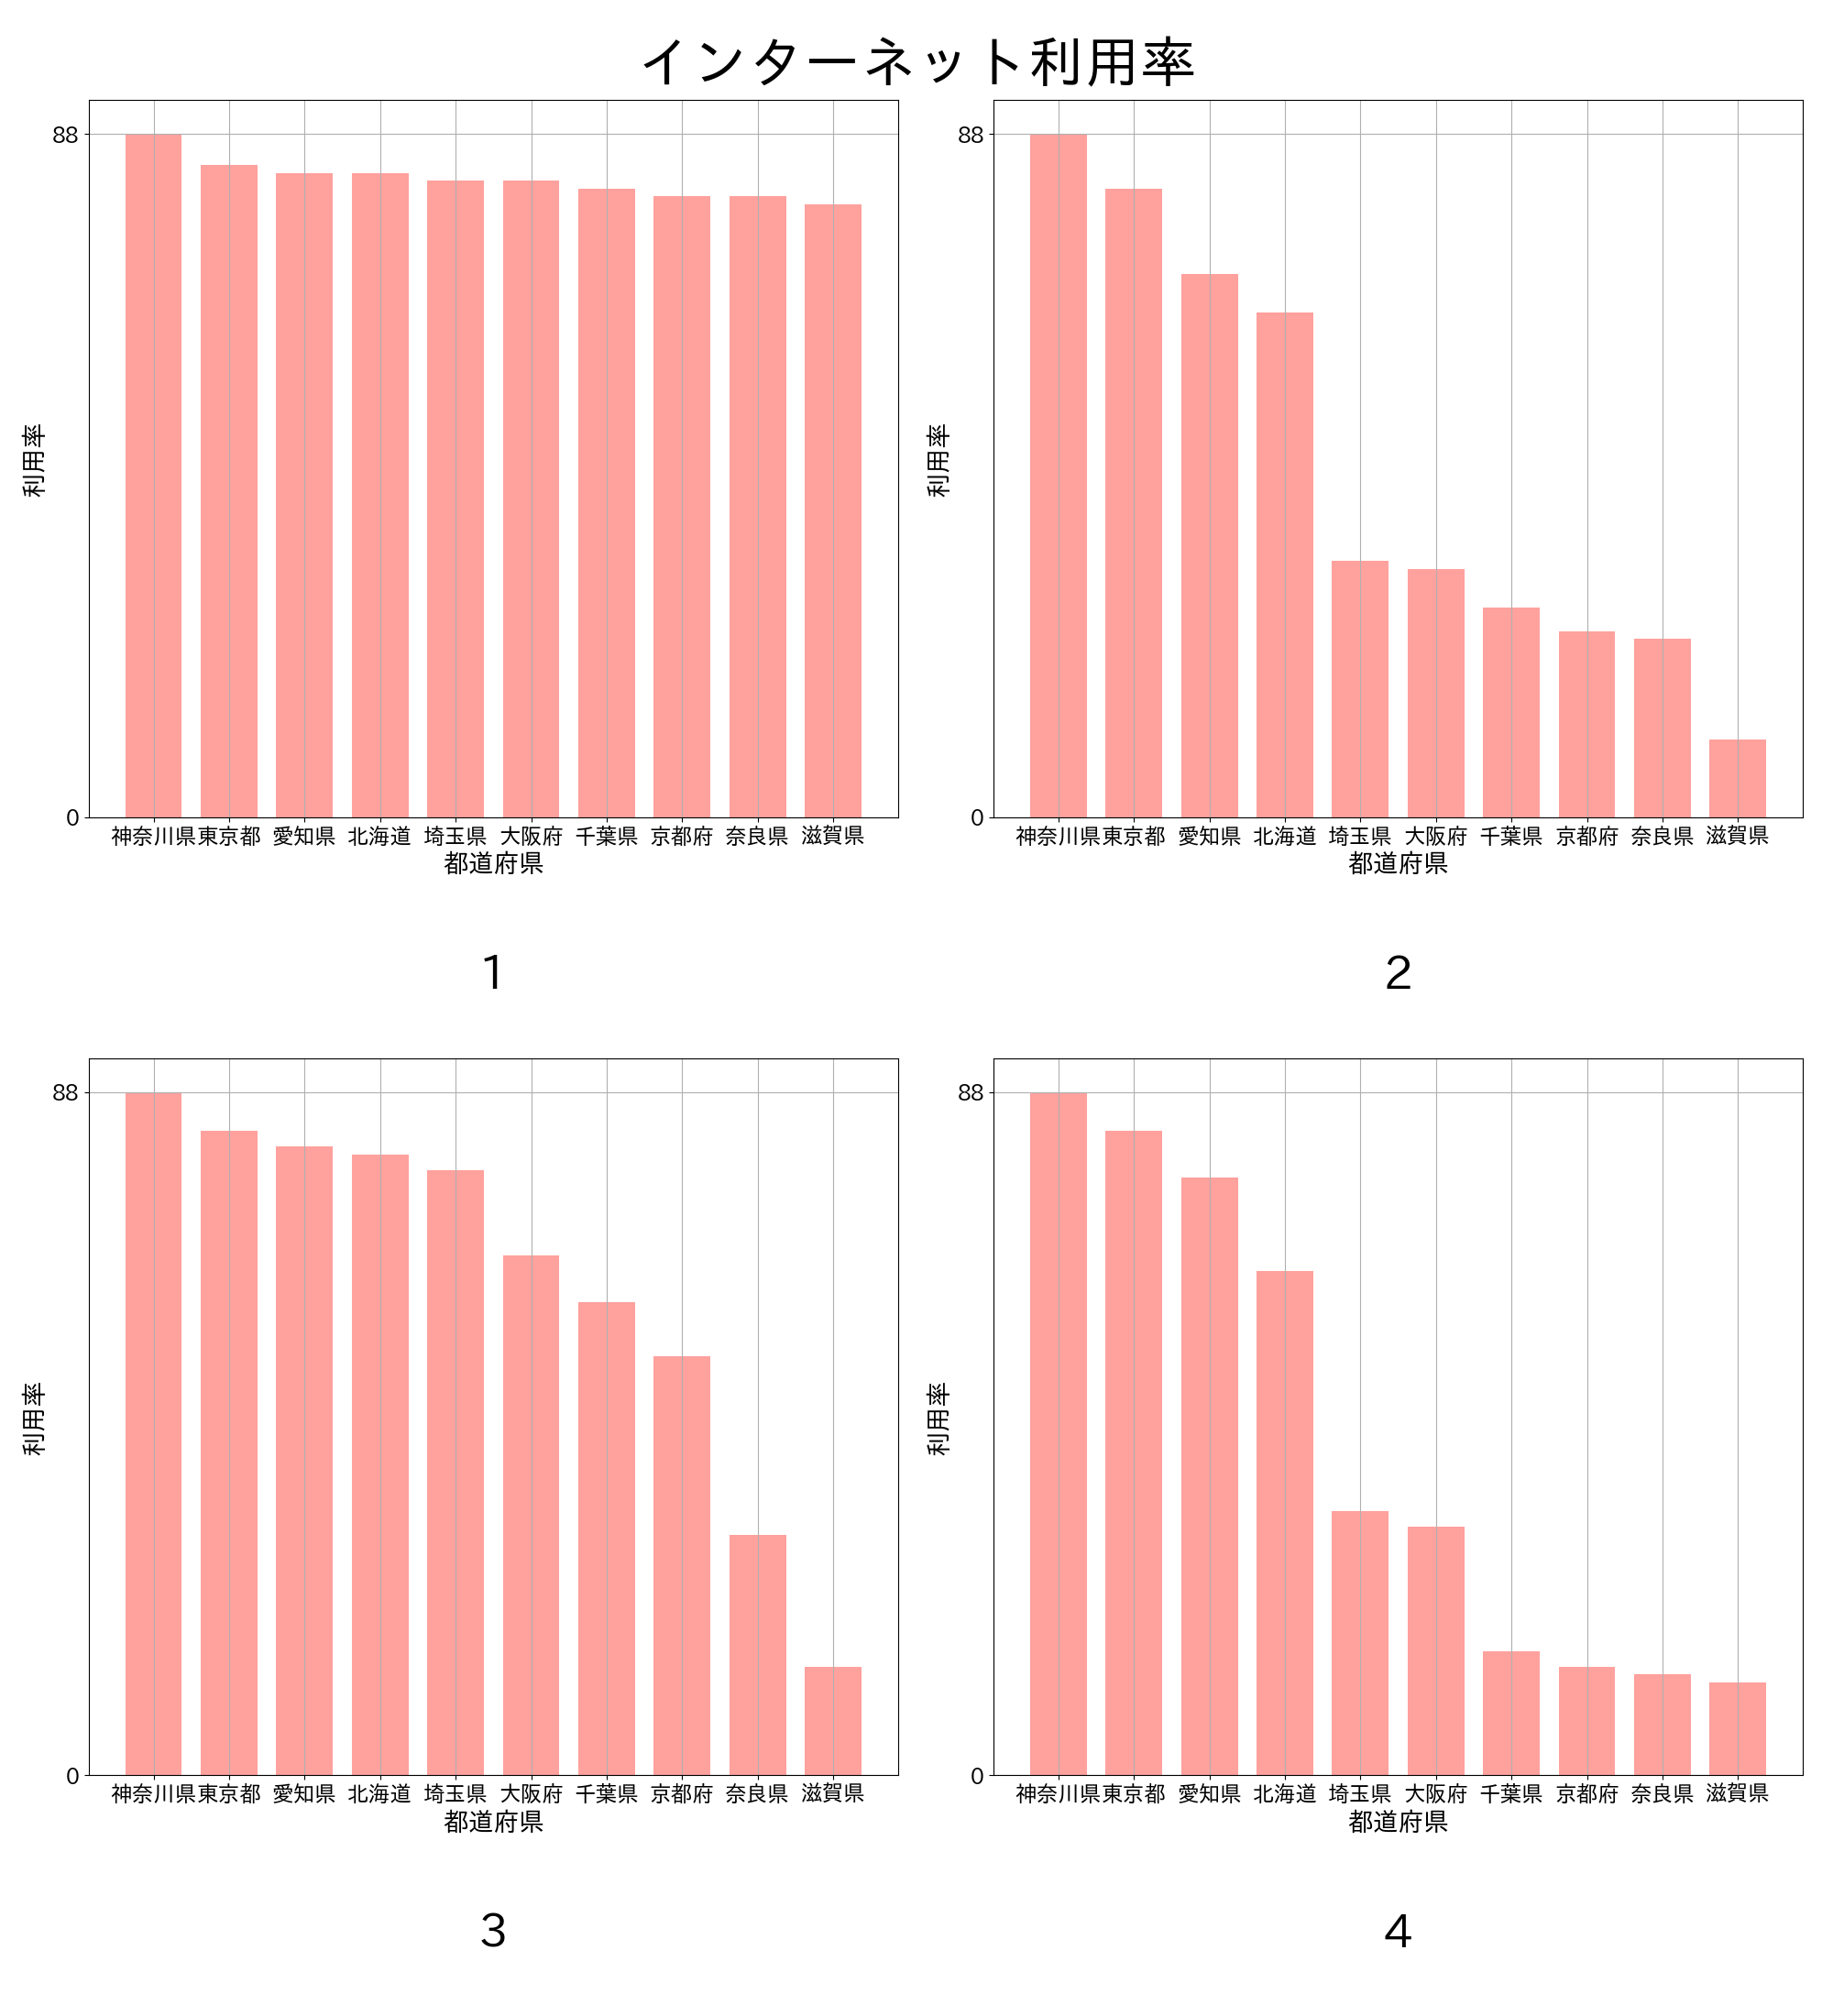 インターネット利用率
88
0
利用率
神奈川県 東京都 愛知県 北海道 埼玉県 大阪府 千葉県 京都府 奈良県 滋賀県
都道府県
1
88
0
利用率
神奈川県 東京都 愛知県 北海道 埼玉県 大阪府 千葉県 京都府 奈良県 滋賀県
都道府県
2
88
0
利用率
神奈川県 東京都 愛知県 北海道 埼玉県 大阪府 千葉県 京都府 奈良県 滋賀県
都道府県
3
88
0
利用率
神奈川県 東京都 愛知県 北海道 埼玉県 大阪府 千葉県 京都府 奈良県 滋賀県
都道府県
4